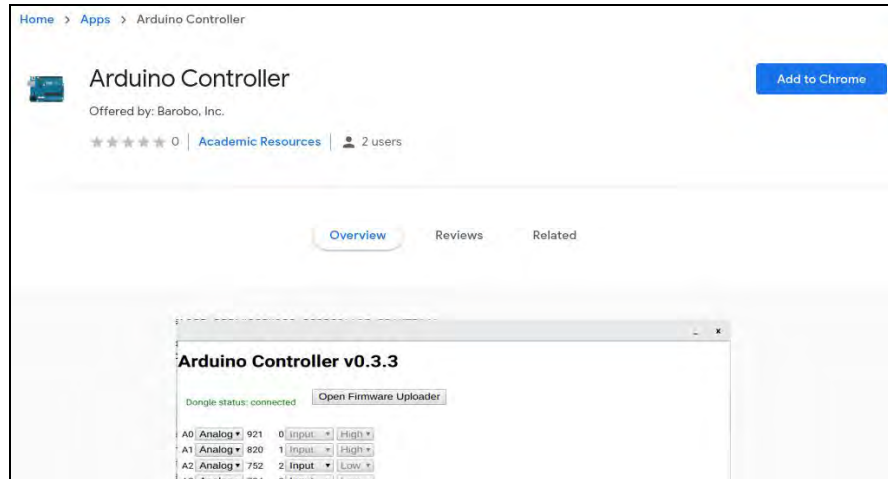 Home > Apps > Arduino Controller
Arduino Controller
Add to Chrome
Offered by: Barobo, Inc.
0 | Academic Resources | 2 users
Overview Reviews Related
Arduino Controller v0.3.3
Dongle status: connected Open Firmware Uploader
A0 Analog 921 0 Input High
A1 Analog 820 1 Input High
A2 Analog 752 2 Input Low